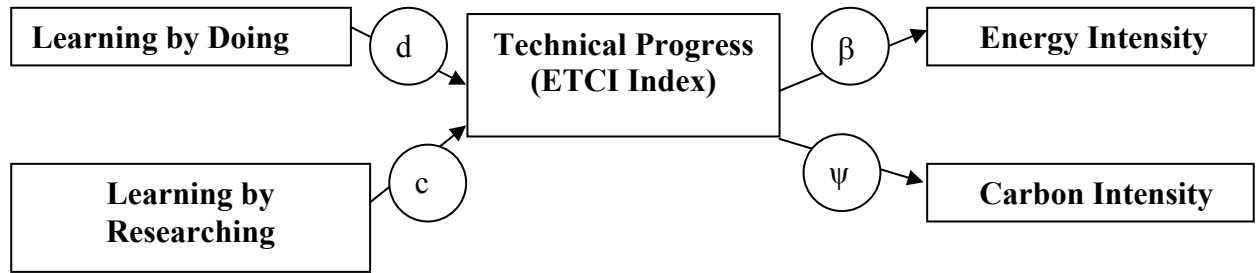 Learning by Doing
d
Technical Progress
(ETCI Index)
β
Energy Intensity
Learning by
Researching
c
ψ
Carbon Intensity